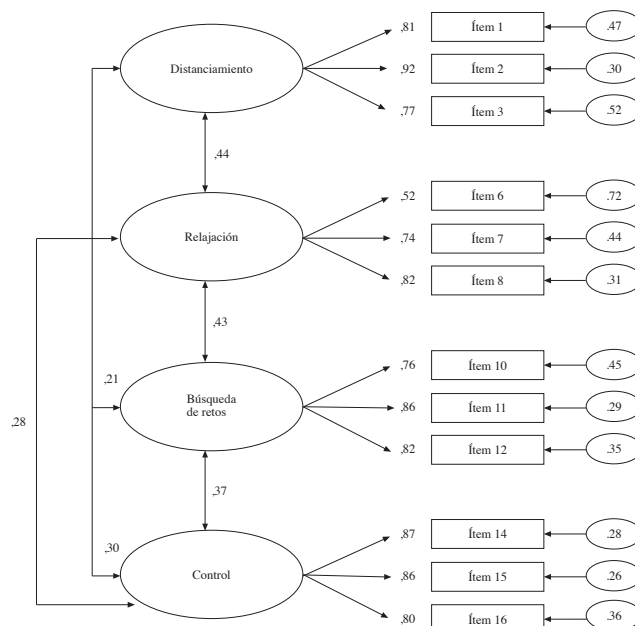 ,81 Ítem 1 .47
Distanciamiento ,92 Ítem 2 .30
,77 Ítem 3 .52
,44
,52 Ítem 6 .72
Relajación ,74 Ítem 7 .44
,82 Ítem 8 .31
,43
,76 Ítem 10 .45
,21
Búsqueda
de retos
,86 Ítem 11 .29
,28
,82 Ítem 12 .35
,37
,87 Ítem 14 .28
,30
Control ,86 Ítem 15 .26
,80 Ítem 16 .36